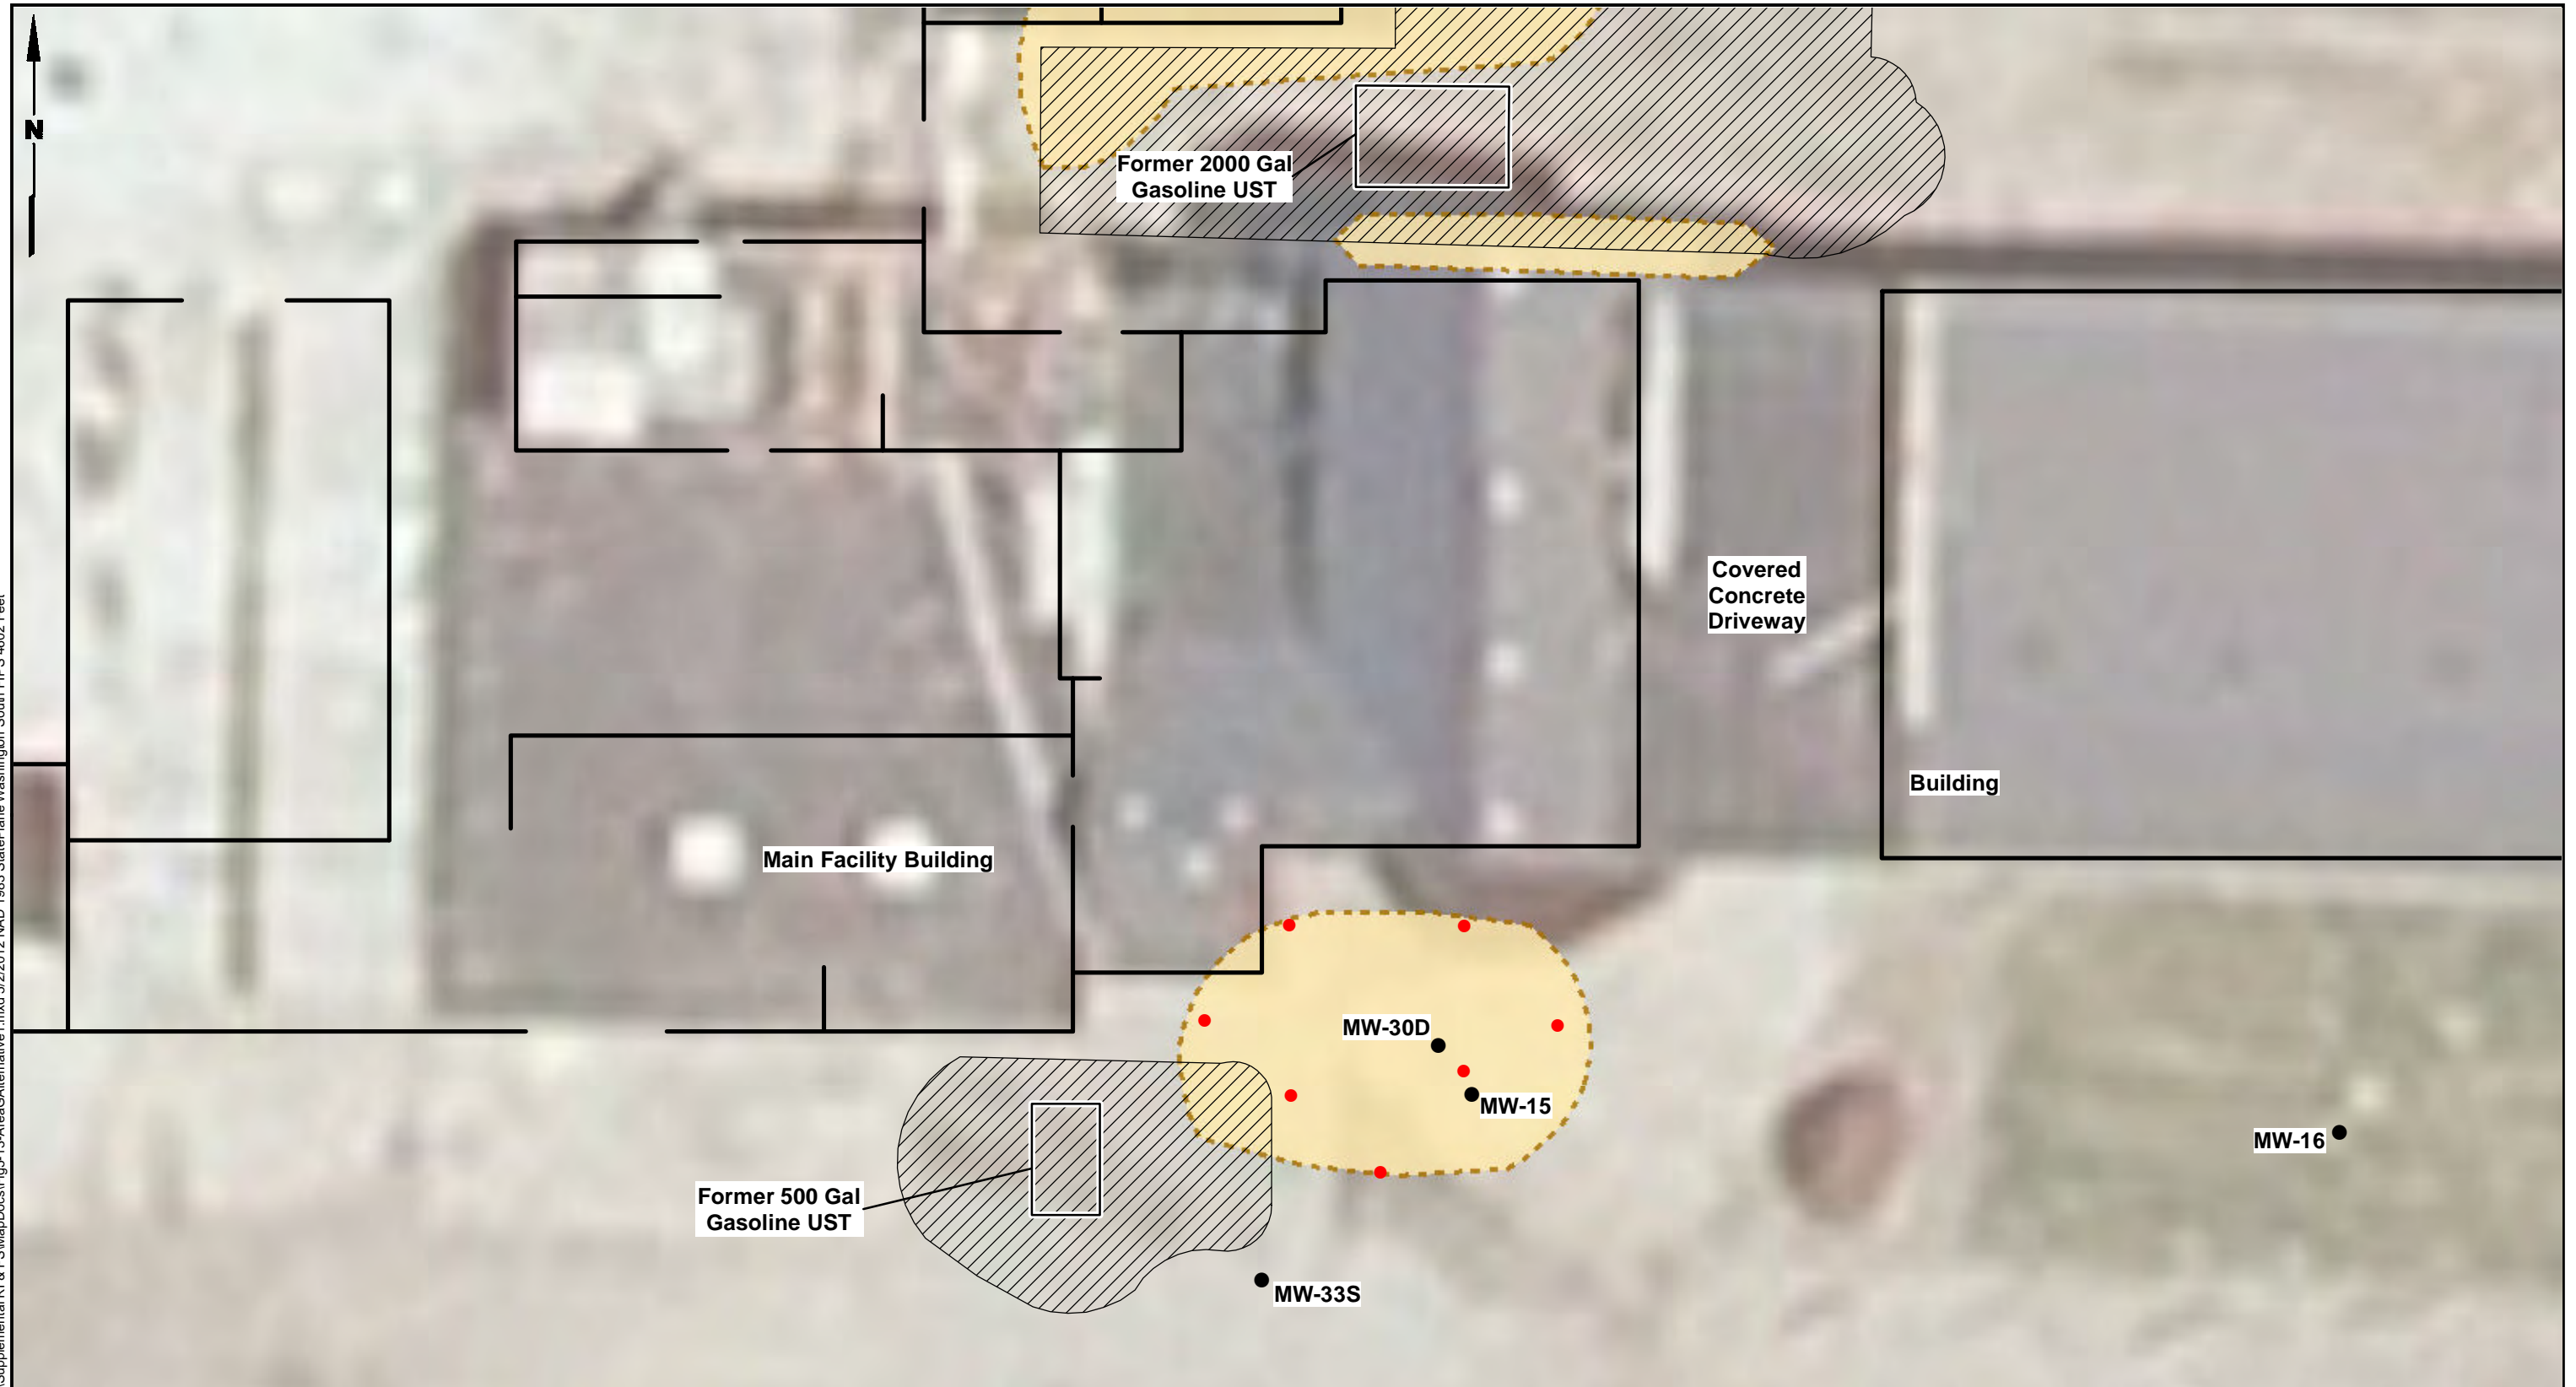 N
Former 2000 Gal
Gasoline UST
Covered
Concrete
Driveway
Building
Main Facility Building
MW-30D
MW-15
MW-16
Former 500 Gal
Gasoline UST
MW-33S